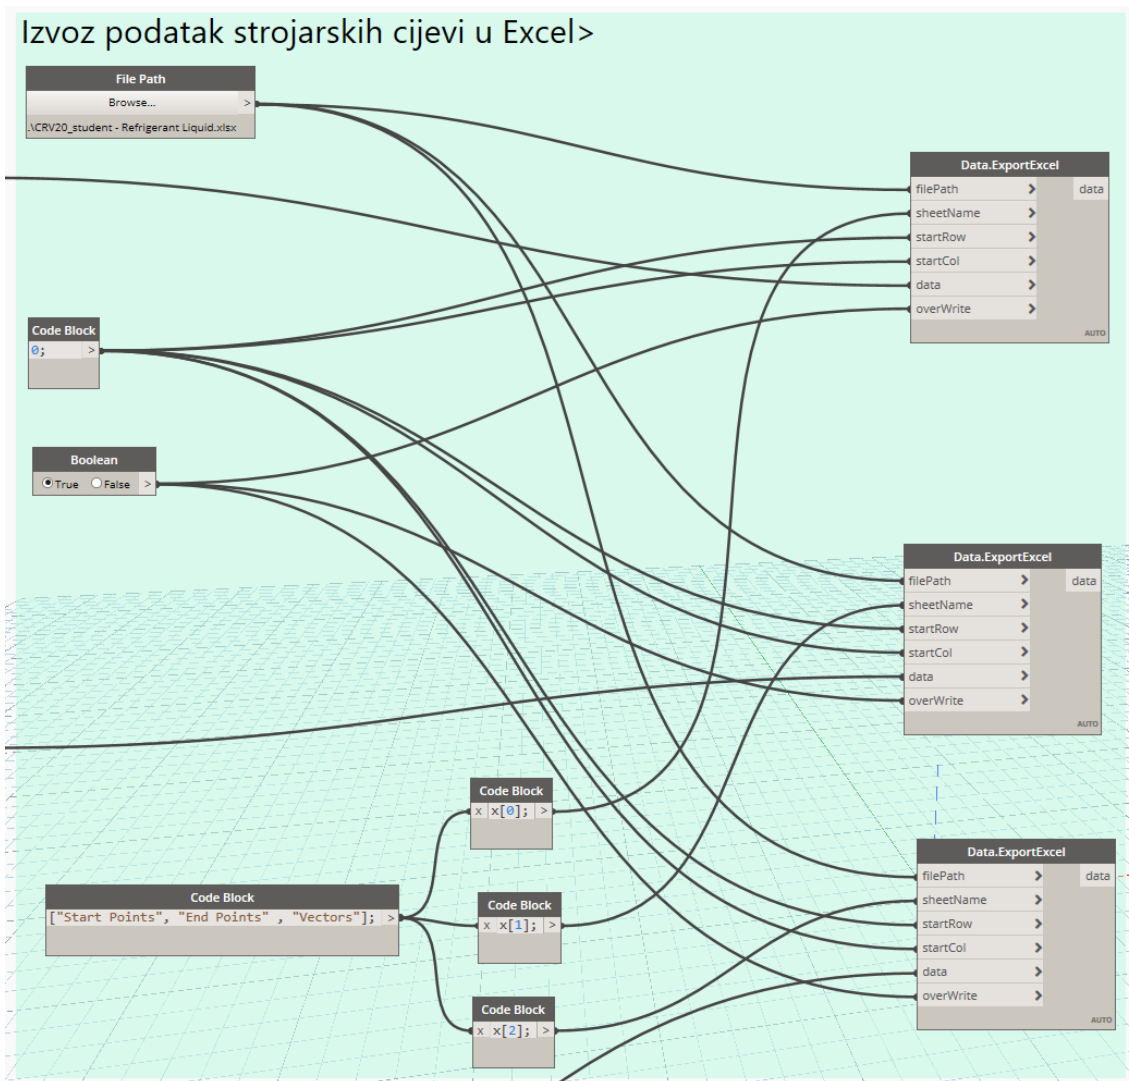 Izvoz podatak strojarskih cijevi u Excel>
File Path
Browse...
>
.\CRV20_student - Refrigerant Liquid.xlsx
Data.ExportExcel
filePath > data
sheetName >
startRow >
startCol >
data >
overWrite >
AUTO
Code Block
0; >
Boolean
True False >
Data.ExportExcel
filePath > data
sheetName >
startRow >
startCol >
data >
overWrite >
AUTO
Code Block
x x[0]; >
Data.ExportExcel
filePath > data
sheetName >
startRow >
startCol >
data >
overWrite >
AUTO
Code Block
["Start Points", "End Points" , "Vectors"]; >
Code Block
x x[1]; >
Code Block
x x[2]; >